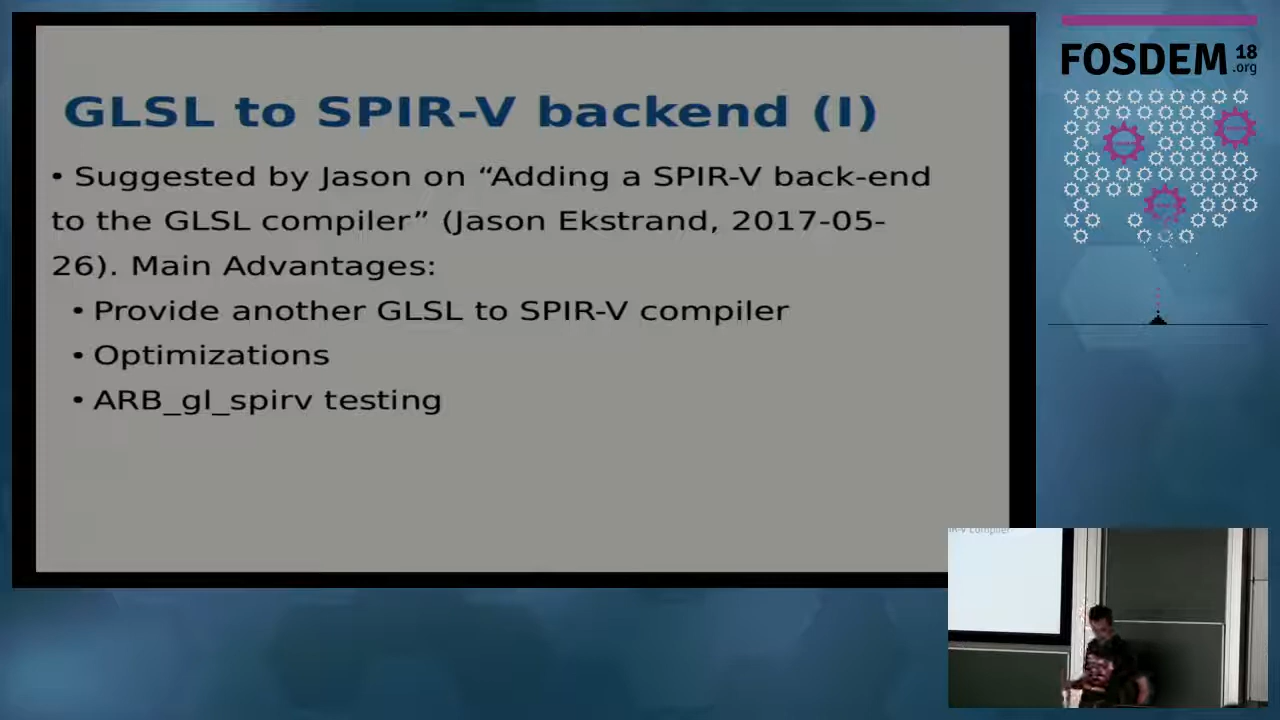 GLSL to SPIR-V backend (I)
• Suggested by Jason on “Adding a SPIR-V back-end
to the GLSL compiler” (Jason Ekstrand, 2017-05-
26). Main Advantages:
• Provide another GLSL to SPIR-V compiler
• Optimizations
• ARB_gl_spirv testing
FOSDEM 18
.org